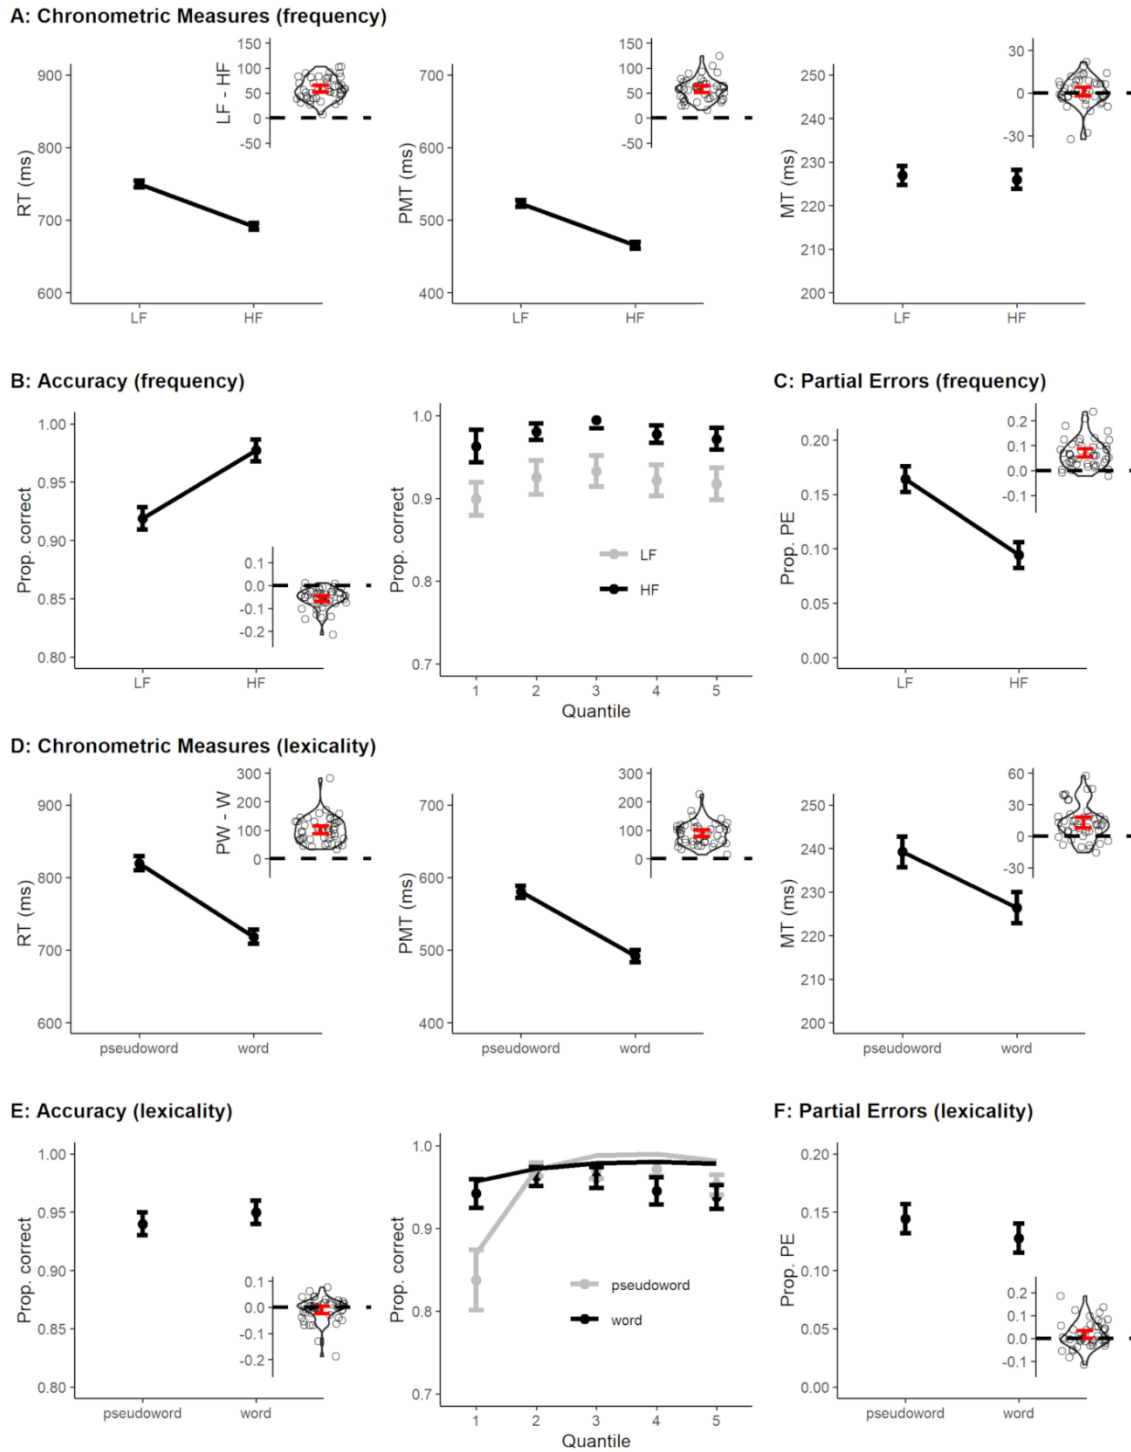 A: Chronometric Measures (frequency)
RT (ms)
900
800
700
600
LF
HF
LF - HF
150
100
50
0
-50
PMT (ms)
700
600
500
400
LF
HF
150
100
50
0
-50
MT (ms)
250
240
230
220
210
200
LF
HF
30
0
-30
B: Accuracy (frequency)
Prop. correct
1.00
0.95
0.90
0.85
0.80
LF
HF
0.1
0.0
-0.1
-0.2
Prop. correct
1.0
0.9
0.8
0.7
LF
HF
1
2
3
4
5
Quantile
C: Partial Errors (frequency)
Prop. PE
0.20
0.15
0.10
0.05
0.00
LF
HF
0.2
0.1
0.0
-0.1
D: Chronometric Measures (lexicality)
RT (ms)
900
800
700
600
pseudoword
word
PW - W
300
200
100
0
PMT (ms)
700
600
500
400
pseudoword
word
300
200
100
0
MT (ms)
250
240
230
220
210
200
pseudoword
word
60
30
0
-30
E: Accuracy (lexicality)
Prop. correct
1.00
0.95
0.90
0.85
0.80
pseudoword
word
0.1
0.0
-0.1
-0.2
Prop. correct
1.0
0.9
0.8
0.7
pseudoword
word
1
2
3
4
5
Quantile
F: Partial Errors (lexicality)
Prop. PE
0.20
0.15
0.10
0.05
0.00
pseudoword
word
0.2
0.1
0.0
-0.1